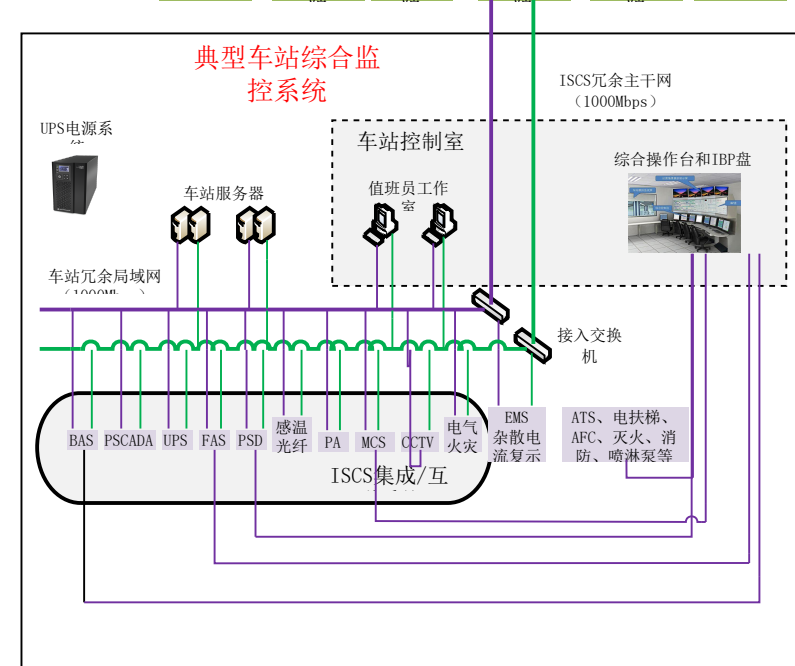 典型车站综合监
控系统
ISCS冗余主干网
（1000Mbps）
UPS电源系
统
车站控制室
综合操作台和IBP盘
车站服务器
值班员工作
室
车站冗余局域网
接入交换
机
BAS
PSCADA
UPS
FAS
PSD
感温
光纤
PA
MCS
CCTV
电气
火灾
EMS
杂散电
流复示
ATS、电扶梯、
AFC、灭火、消
防、喷淋泵等
ISCS集成/互